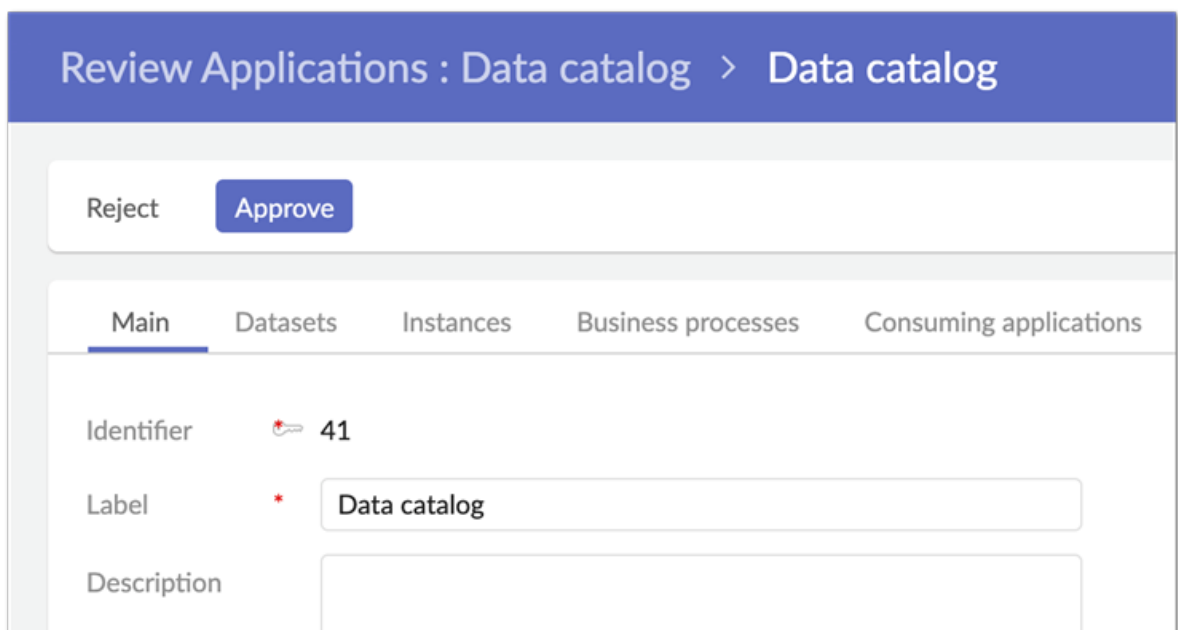 Review Applications : Data catalog > Data catalog
Reject Approve
Main Datasets Instances Business processes Consuming applications
Identifier * 41
Label * Data catalog
Description